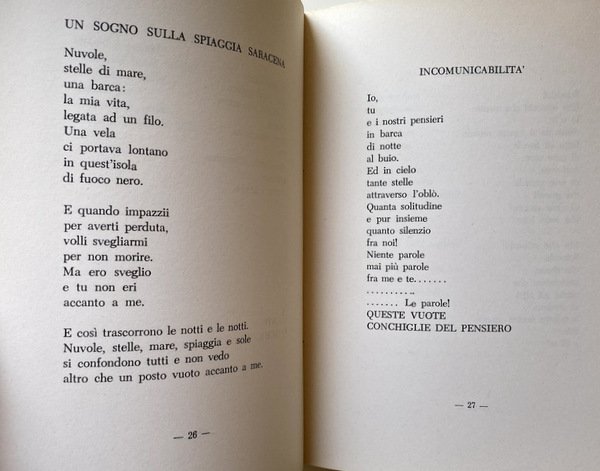 UN SOGNO SULLA SPIAGGIA SARACENA
Nuvole,
stelle di mare,
una barca:
la mia vita,
legata ad un filo.
Una vela
ci portava lontano
in quest'isola
di fuoco nero.
E quando impazzii
per averti perduta,
volli svegliarmi
per non morire.
Ma ero sveglio
e tu non eri
accanto a me.
E così trascorrono le notti e le notti.
Nuvole, stelle, mare, spiaggia e sole
si confondono tutti e non vedo
altro che un posto vuoto accanto a me.
— 26 —
INCOMUNICABILITA'
Io,
tu
e i nostri pensieri
in barca
di notte
al buio.
Ed in cielo
tante stelle
attraverso l'oblò.
Quanta solitudine
e pur insieme
quanto silenzio
fra noi!
Niente parole
mai più parole
fra me e te.......
...........
....... Le parole!
QUESTE VUOTE
CONCHIGLIE DEL PENSIERO
— 27 —